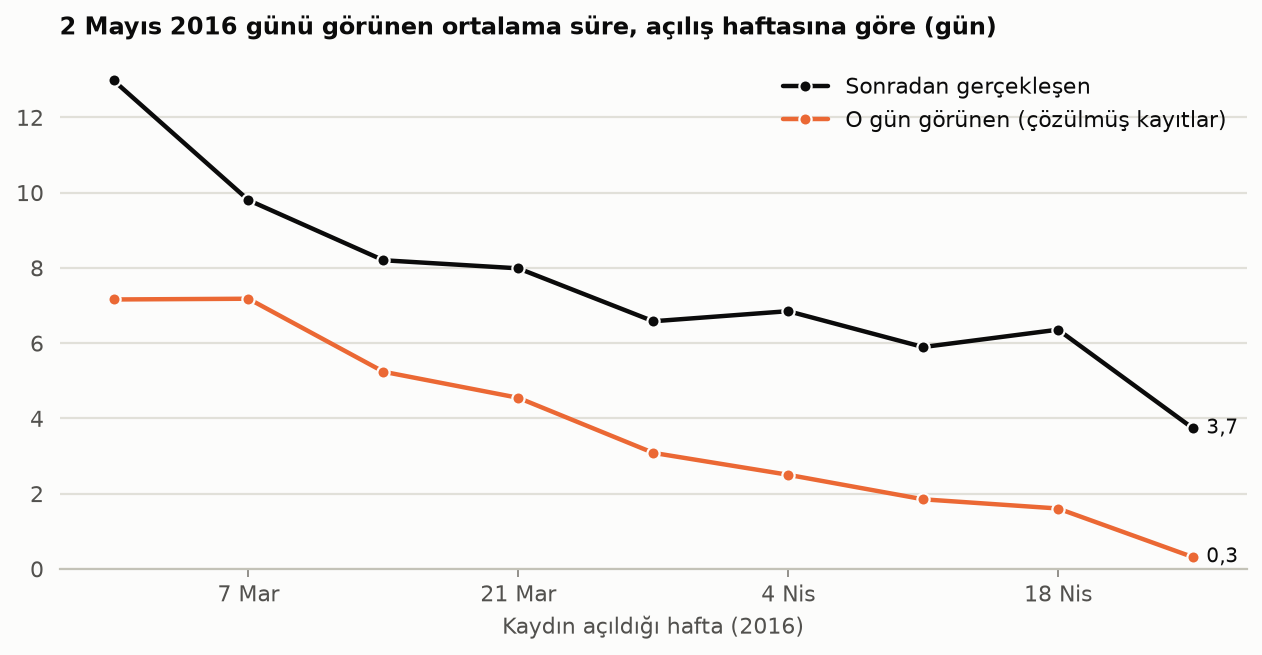 2 Mayıs 2016 günü görünen ortalama süre, açılış haftasına göre (gün)
Sonradan gerçekleşen
O gün görünen (çözülmüş kayıtlar)
12
10
8
6
4
2
0
3,7
0,3
7 Mar
21 Mar
4 Nis
18 Nis
Kaydın açıldığı hafta (2016)